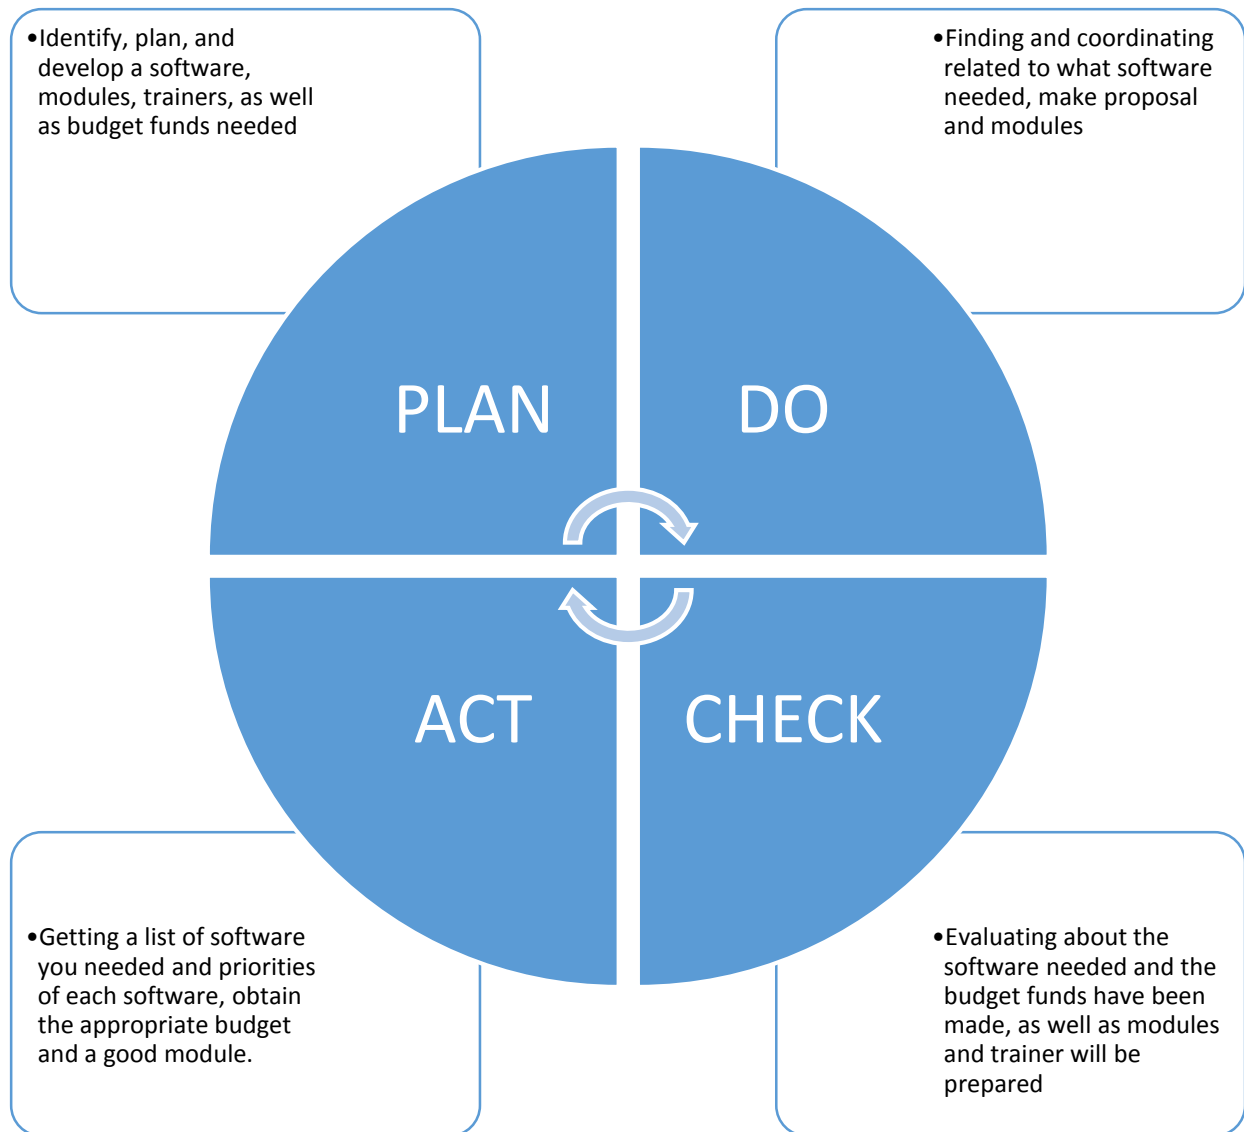 •Identify, plan, and
develop a software,
modules, trainers, as well
as budget funds needed
•Finding and coordinating
related to what software
needed, make proposal
and modules
PLAN
DO
ACT
CHECK
•Getting a list of software
you needed and priorities
of each software, obtain
the appropriate budget
and a good module.
•Evaluating about the
software needed and the
budget funds have been
made, as well as modules
and trainer will be
prepared